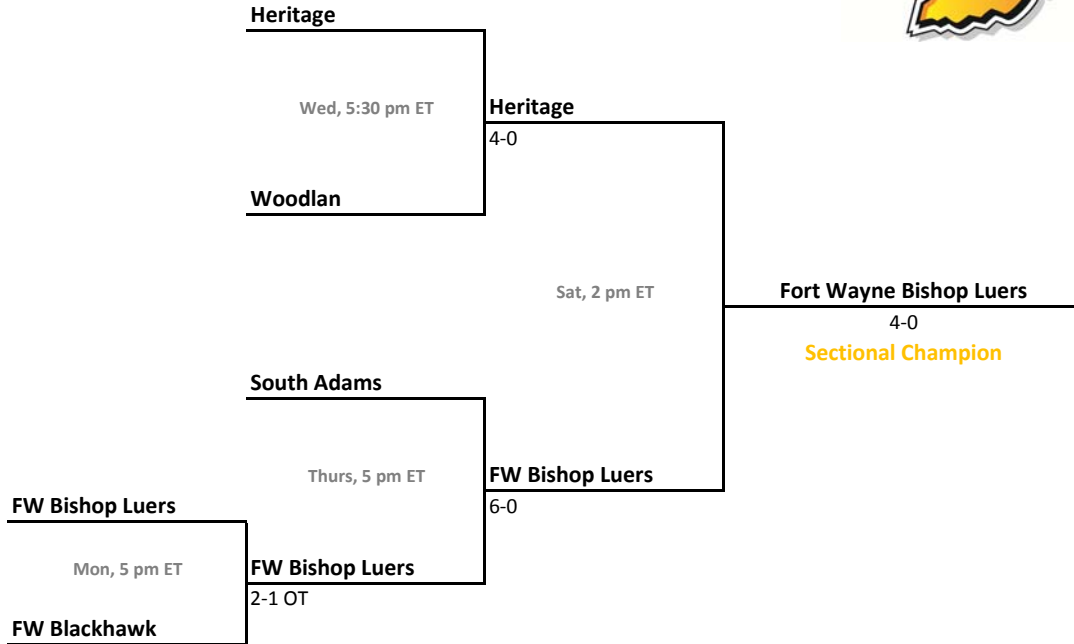 Heritage
Wed, 5:30 pm ET
Heritage
4-0
Woodlan
Sat, 2 pm ET
Fort Wayne Bishop Luers
4-0
Sectional Champion
South Adams
Thurs, 5 pm ET
FW Bishop Luers
6-0
FW Bishop Luers
Mon, 5 pm ET
FW Bishop Luers
2-1 OT
FW Blackhawk